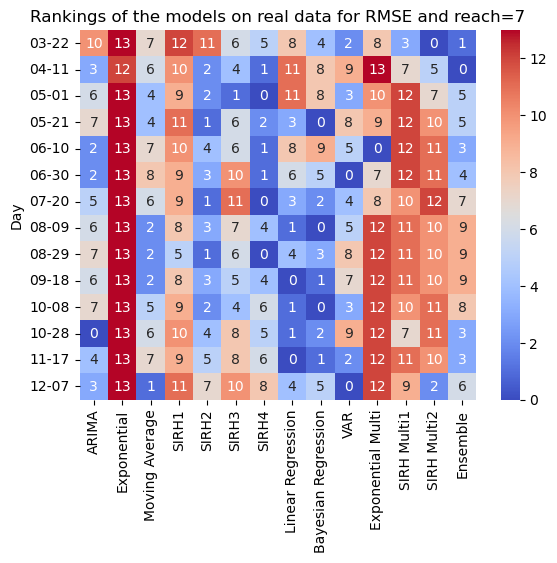 Rankings of the models on real data for RMSE and reach=7
03-22 10 13 7 12 11 6 5 8 4 2 8 3 0 1
04-11 3 12 6 10 2 4 1 11 8 9 13 7 5 0
05-01 6 13 4 9 2 1 0 11 8 3 10 12 7 5
05-21 7 13 4 11 1 6 2 3 0 8 9 12 10 5
06-10 2 13 7 10 4 6 1 8 9 5 0 12 11 3
06-30 2 13 8 9 3 10 1 6 5 0 7 12 11 4
07-20 5 13 6 9 1 11 0 3 2 4 8 10 12 7
08-09 6 13 2 8 3 7 4 1 0 5 12 11 10 9
08-29 7 13 2 5 1 6 0 4 3 8 12 11 10 9
09-18 6 13 2 8 3 5 4 0 1 7 12 11 10 9
10-08 7 13 5 9 2 4 6 1 0 3 12 10 11 8
10-28 0 13 6 10 4 8 5 1 2 9 12 7 11 3
11-17 4 13 7 9 5 8 6 0 1 2 12 11 10 3
12-07 3 13 1 11 7 10 8 4 5 0 12 9 2 6
Day
ARIMA
Exponential
Moving Average
SIRH1
SIRH2
SIRH3
SIRH4
Linear Regression
Bayesian Regression
VAR
Exponential Multi
SIRH Multi1
SIRH Multi2
Ensemble
12
10
8
6
4
2
0